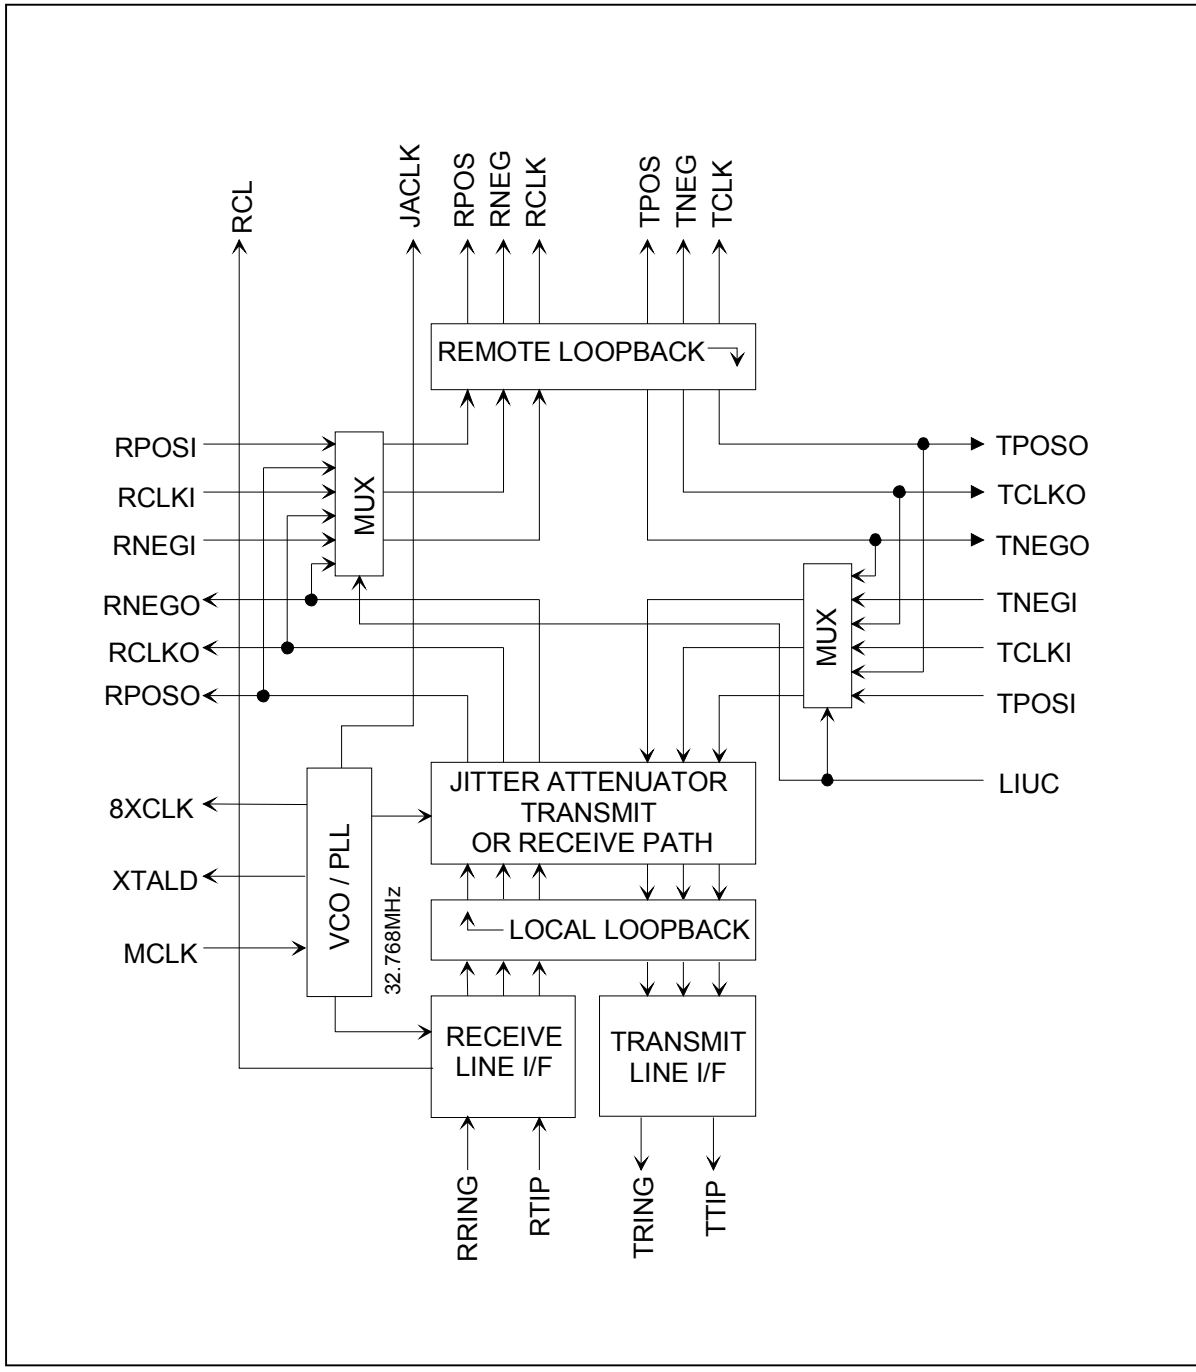 RCL
JACLK
RPOS
RNEG
RCLK
TPOS
TNEG
TCLK
REMOTE LOOPBACK
RPOSI
RCLKI
RNEGI
RNEGO
RCLKO
RPOSO
MUX
TPOSO
TCLKO
TNEGO
TNEGI
TCLKI
TPOSI
LIUC
MUX
8XCLK
XTALD
MCLK
VCO / PLL
32.768MHz
JITTER ATTENUATOR
TRANSMIT
OR RECEIVE PATH
LOCAL LOOPBACK
RECEIVE
LINE I/F
TRANSMIT
LINE I/F
RRING
RTIP
TRING
TTIP